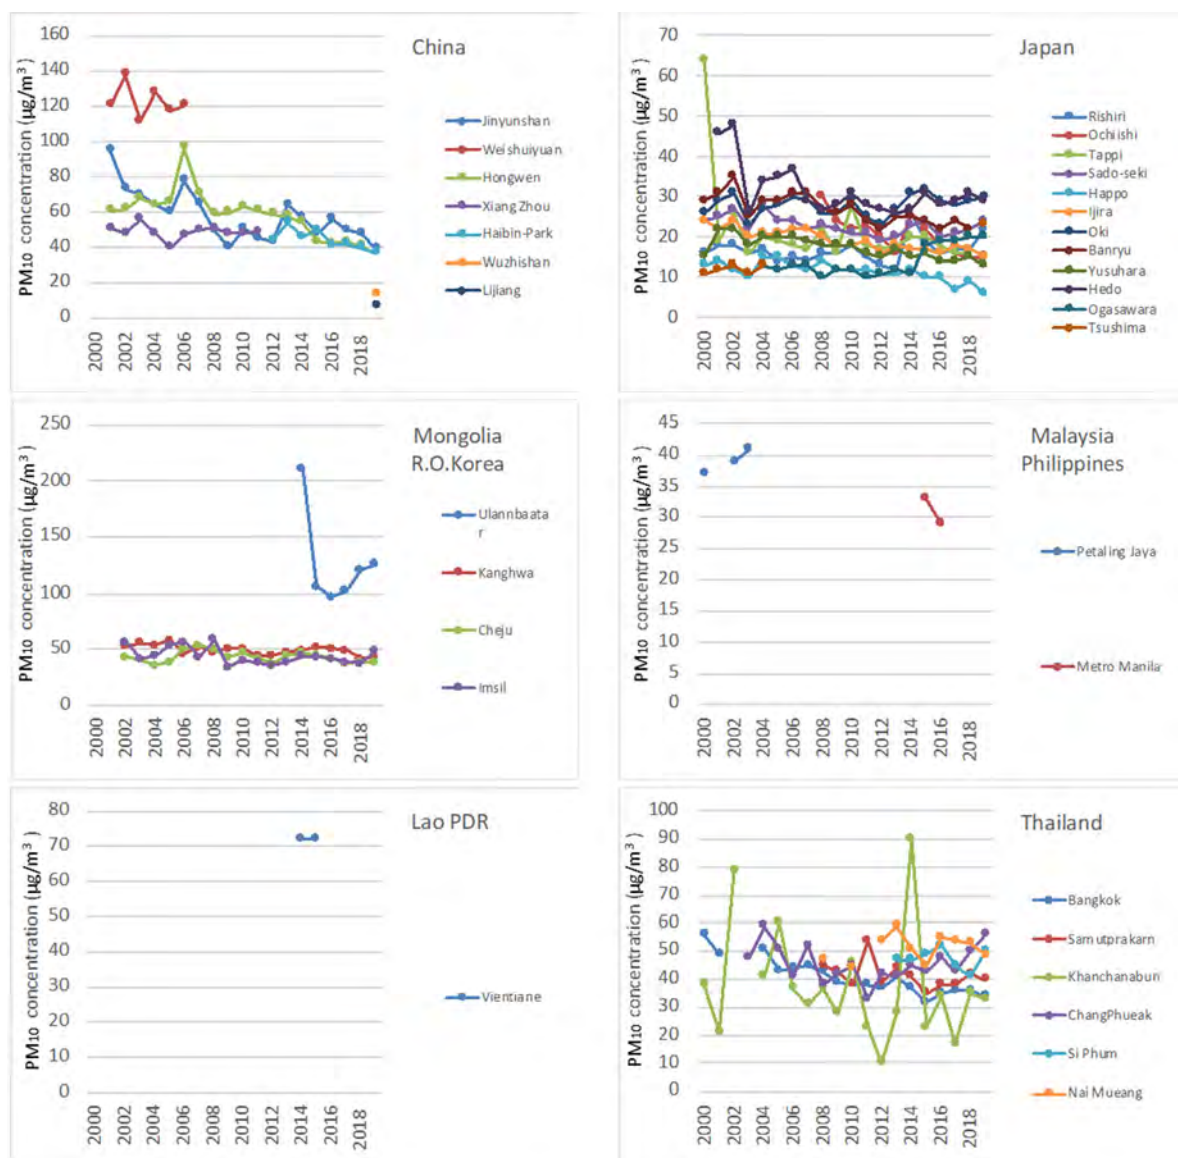 China
PM10 concentration (µg/m³)
160
140
120
100
80
60
40
20
0
2000
2002
2004
2006
2008
2010
2012
2014
2016
2018
Jinyunshan
Weishuiyuan
Hongwen
Xiang Zhou
Haibin-Park
Wuzhishan
Lijiang
Japan
PM10 concentration (µg/m³)
70
60
50
40
30
20
10
0
2000
2002
2004
2006
2008
2010
2012
2014
2016
2018
Rishiri
Ochiishi
Tappi
Sado-seki
Happo
Ijira
Oki
Banryu
Yusuhara
Hedo
Ogasawara
Tsushima
Mongolia
R.O.Korea
PM10 concentration (µg/m³)
250
200
150
100
50
0
2000
2002
2004
2006
2008
2010
2012
2014
2016
2018
Ulannbaata
r
Kanghwa
Cheju
Imsil
Malaysia
Philippines
PM10 concentration (µg/m³)
45
40
35
30
25
20
15
10
5
0
2000
2002
2004
2006
2008
2010
2012
2014
2016
2018
Petaling Jaya
Metro Manila
Lao PDR
PM10 concentration (µg/m³)
80
70
60
50
40
30
20
10
0
2000
2002
2004
2006
2008
2010
2012
2014
2016
2018
Vientiane
Thailand
PM10 concentration (µg/m³)
100
90
80
70
60
50
40
30
20
10
0
2000
2002
2004
2006
2008
2010
2012
2014
2016
2018
Bangkok
Samutprakarn
Khanchanaburi
ChangPhueak
Si Phum
Nai Mueang